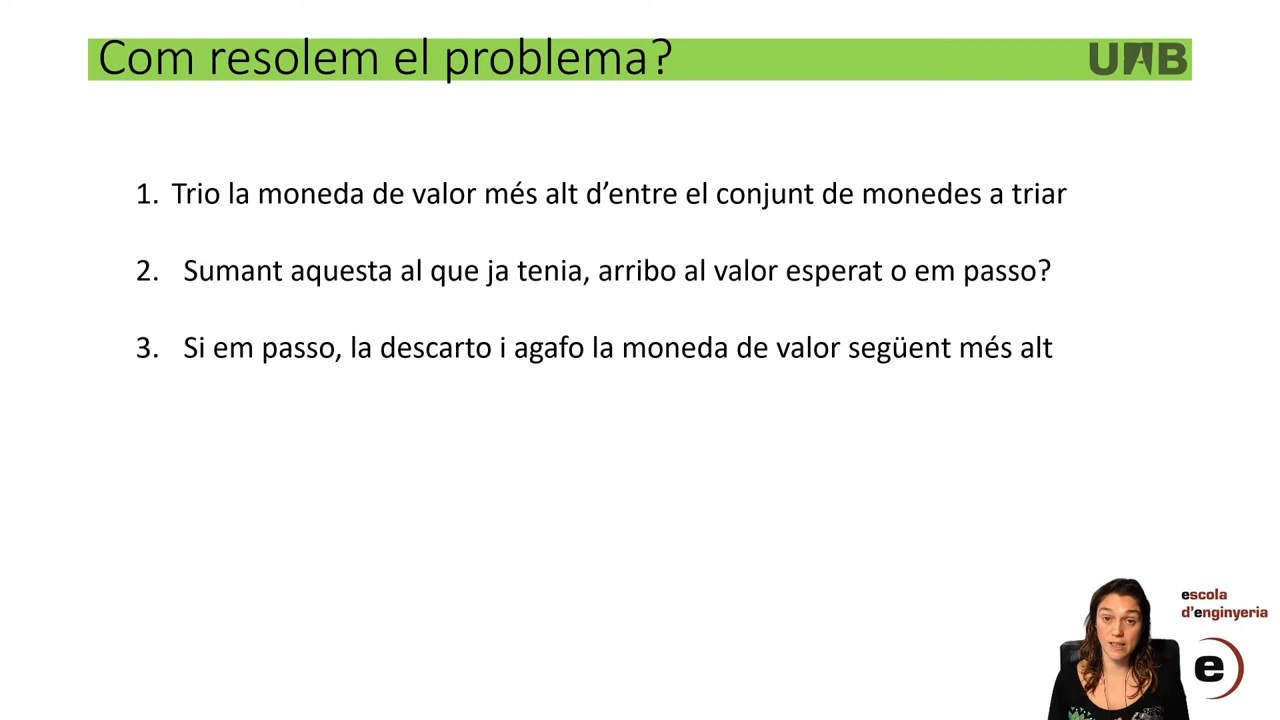 Com resolem el problema?
UAB
1. Trio la moneda de valor més alt d’entre el conjunt de monedes a triar
2. Sumant aquesta al que ja tenia, arribo al valor esperat o em passo?
3. Si em passo, la descarto i agafo la moneda de valor següent més alt
escola
d'enginyeria
e